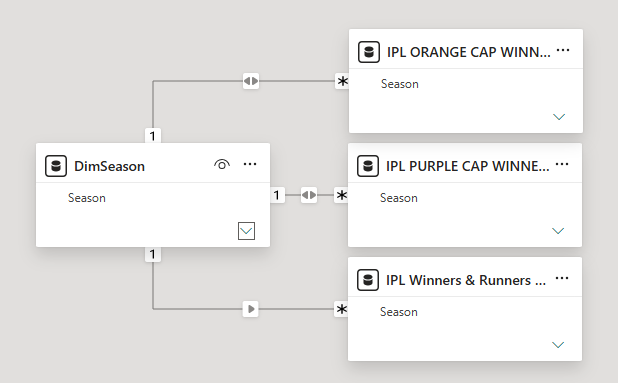 IPL ORANGE CAP WINN...
Season
1
*
DimSeason
Season
1
*
IPL PURPLE CAP WINNE...
Season
1
*
IPL Winners & Runners ...
Season